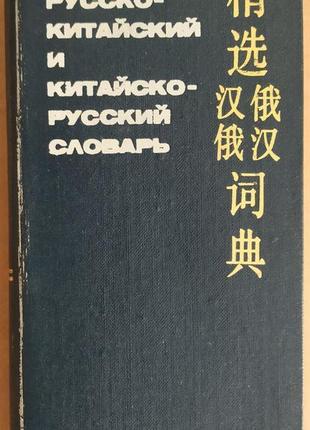 РУССКО-
КИТАЙСКИЙ
И
КИТАЙСКО-
РУССКИЙ
СЛОВАРЬ
精选
俄汉
汉俄
词典